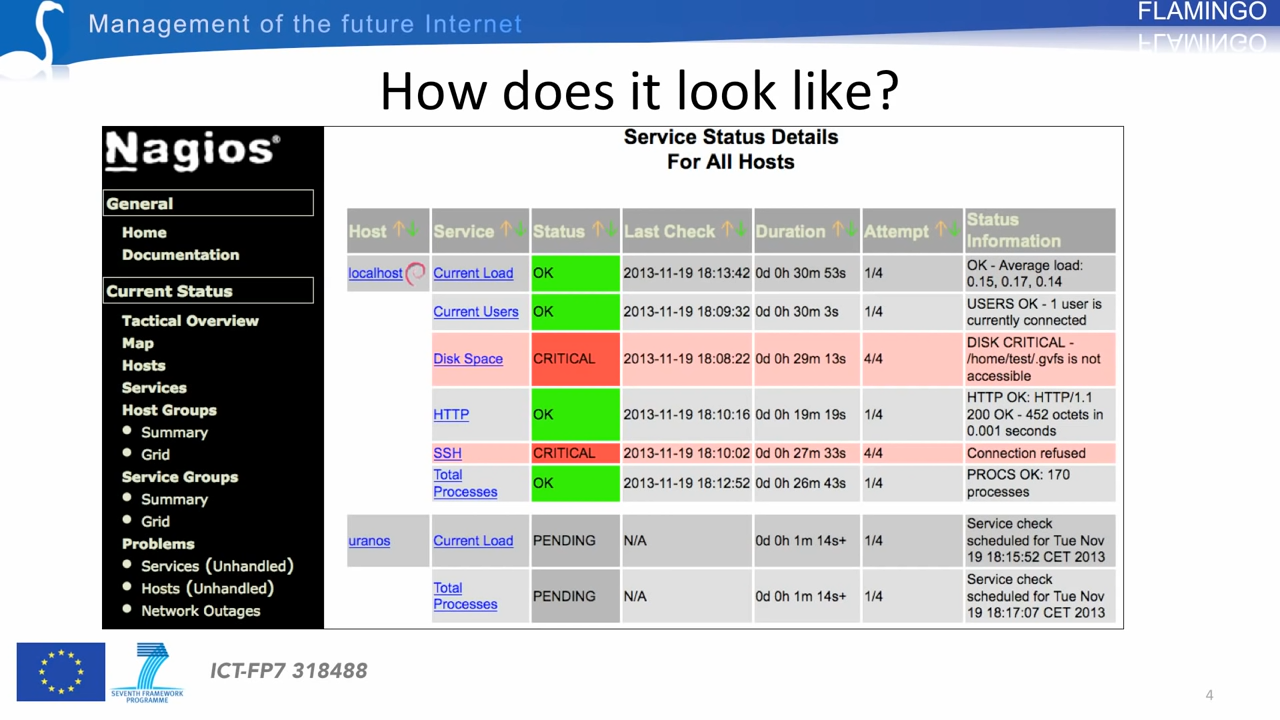 Management of the future Internet
FLAMINGO
How does it look like?
Nagios®
General
Home
Documentation
Current Status
Tactical Overview
Map
Hosts
Services
Host Groups
Summary
Grid
Service Groups
Summary
Grid
Problems
Services (Unhandled)
Hosts (Unhandled)
Network Outages
Service Status Details
For All Hosts
Host Service Status Last Check Duration Attempt Status
Information
localhost Current Load OK 2013-11-19 18:13:42 0d 0h 30m 53s 1/4 OK - Average load:
0.15, 0.17, 0.14
Current Users OK 2013-11-19 18:09:32 0d 0h 30m 3s 1/4 USERS OK - 1 user is
currently connected
Disk Space CRITICAL 2013-11-19 18:08:22 0d 0h 29m 13s 4/4 DISK CRITICAL -
/home/test/.gvfs is not
accessible
HTTP OK 2013-11-19 18:10:16 0d 0h 19m 19s 1/4 HTTP OK: HTTP/1.1
200 OK - 452 octets in
0.001 seconds
SSH CRITICAL 2013-11-19 18:10:02 0d 0h 27m 33s 4/4 Connection refused
Total
Processes OK 2013-11-19 18:12:52 0d 0h 26m 43s 1/4 PROCS OK: 170
processes
uranos Current Load PENDING N/A 0d 0h 1m 14s+ 1/4 Service check
scheduled for Tue Nov
19 18:15:52 CET 2013
Total
Processes PENDING N/A 0d 0h 1m 14s+ 1/4 Service check
scheduled for Tue Nov
19 18:17:07 CET 2013
SEVENTH FRAMEWORK
PROGRAMME
ICT-FP7 318488
4